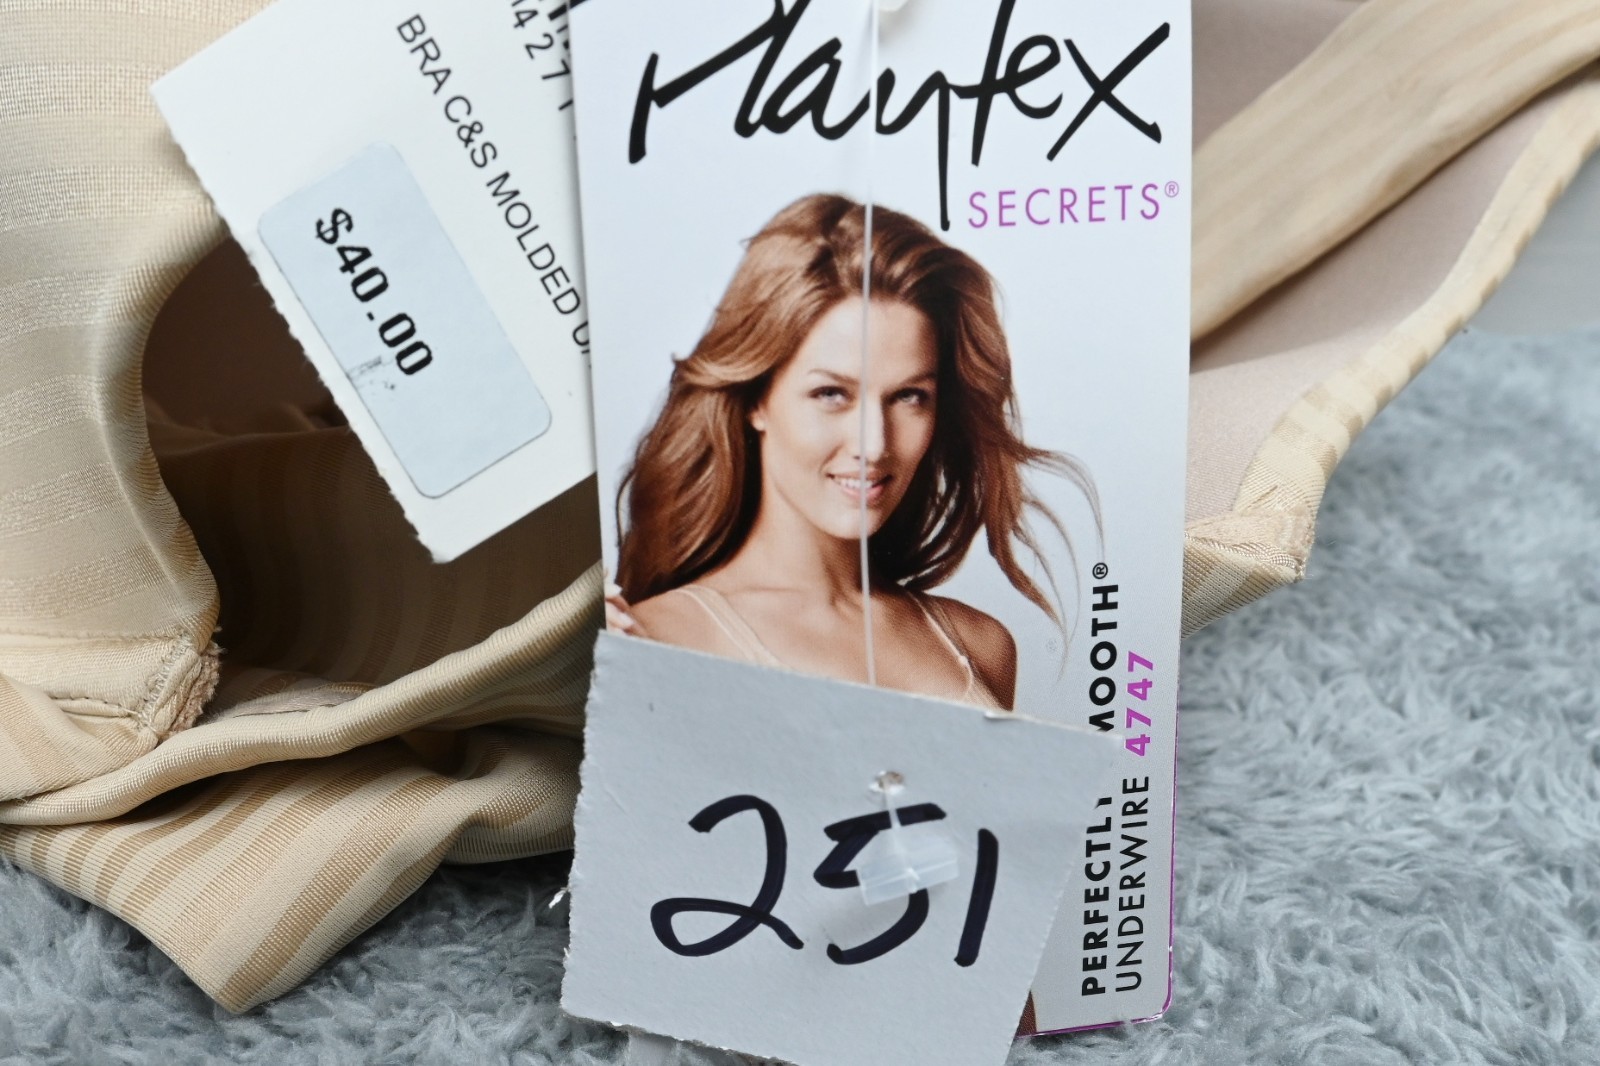 BRA C&S MOLDED U
$40.00
Playtex
SECRETS®
PERFECTLY SMOOTH®
UNDERWIRE 4747
251